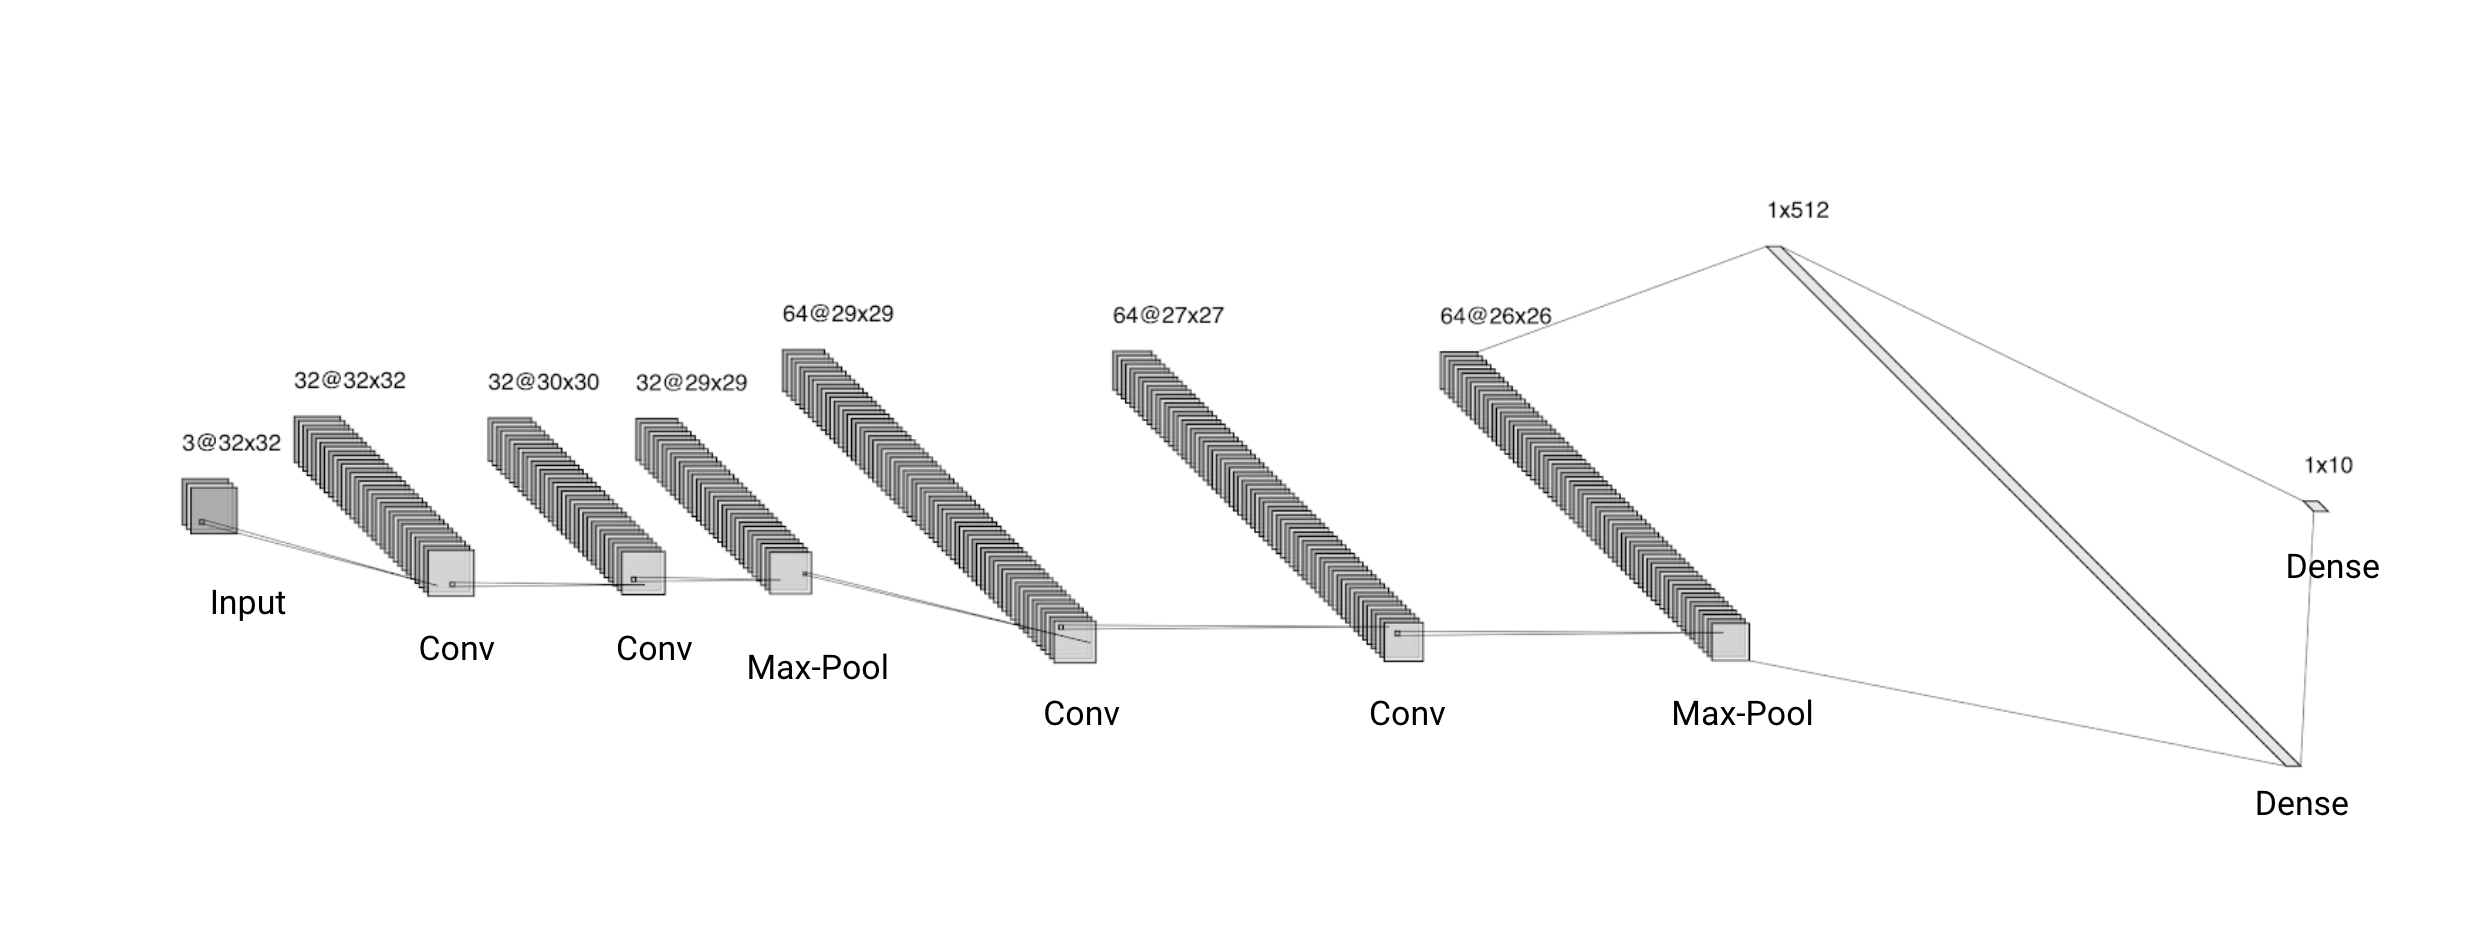 3@32x32
Input
32@32x32
Conv
32@30x30
Conv
32@29x29
Max-Pool
64@29x29
Conv
64@27x27
Conv
64@26x26
Max-Pool
1x512
Dense
1x10
Dense